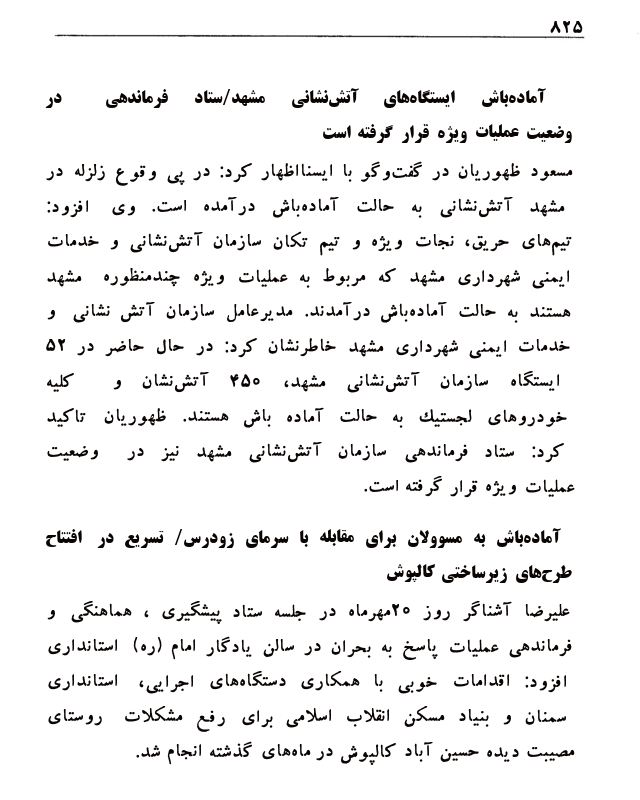 ۸۲۵
آماده‌باش ایستگاه‌های آتش‌نشانی مشهد/ستاد فرماندهی در
وضعیت عملیات ویژه قرار گرفته است
مسعود ظهوریان در گفت‌وگو با ایسنااظهار کرد: در پی وقوع زلزله در
مشهد آتش‌نشانی به حالت آماده‌باش درآمده است. وی افزود:
تیم‌های حریق، نجات ویژه و تیم تکان سازمان آتش‌نشانی و خدمات
ایمنی شهرداری مشهد که مربوط به عملیات ویژه چندمنظوره مشهد
هستند به حالت آماده‌باش درآمدند. مدیرعامل سازمان آتش نشانی و
خدمات ایمنی شهرداری مشهد خاطرنشان کرد: در حال حاضر در ۵۲
ایستگاه سازمان آتش‌نشانی مشهد، ۴۵۰ آتش‌نشان و کلیه
خودروهای لجستیك به حالت آماده باش هستند. ظهوریان تاکید
کرد: ستاد فرماندهی سازمان آتش‌نشانی مشهد نیز در وضعیت
عملیات ویژه قرار گرفته است.
آماده‌باش به مسوولان برای مقابله با سرمای زودرس/ تسریع در افتتاح
طرح‌های زیرساختی کالپوش
علیرضا آشناگر روز ۲۰مهرماه در جلسه ستاد پیشگیری ، هماهنگی و
فرماندهی عملیات پاسخ به بحران در سالن یادگار امام (ره) استانداری
افزود: اقدامات خوبی با همکاری دستگاه‌های اجرایی، استانداری
سمنان و بنیاد مسکن انقلاب اسلامی برای رفع مشکلات روستای
مصیبت دیده حسین آباد کالپوش در ماه‌های گذشته انجام شد.